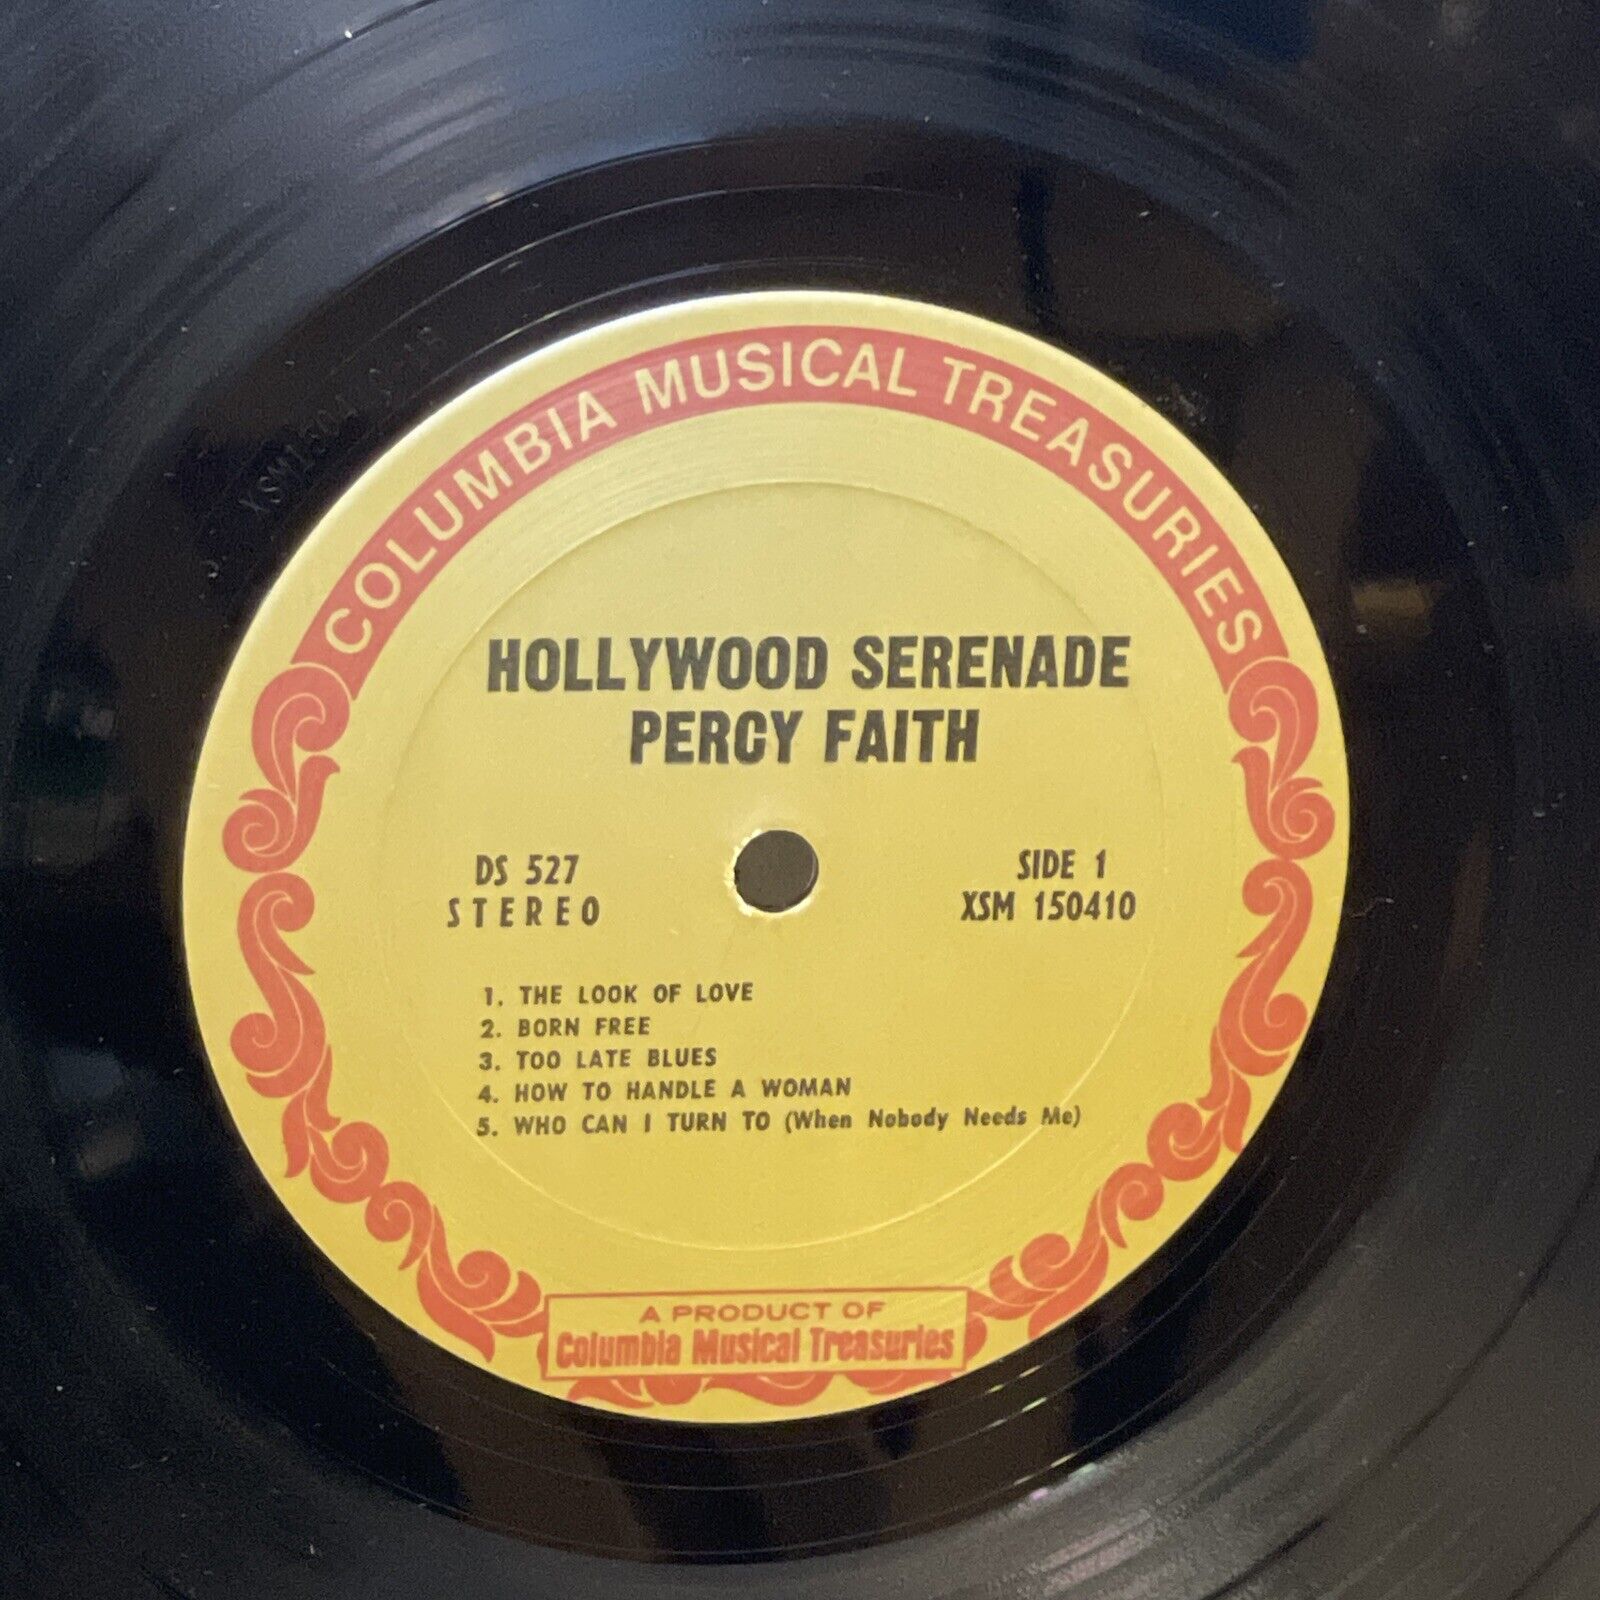 COLUMBIA MUSICAL TREASURIES
HOLLYWOOD SERENADE
PERCY FAITH
DS 527
STEREO
SIDE 1
XSM 150410
1. THE LOOK OF LOVE
2. BORN FREE
3. TOO LATE BLUES
4. HOW TO HANDLE A WOMAN
5. WHO CAN I TURN TO (When Nobody Needs Me)
A PRODUCT OF
Columbia Musical Treasuries